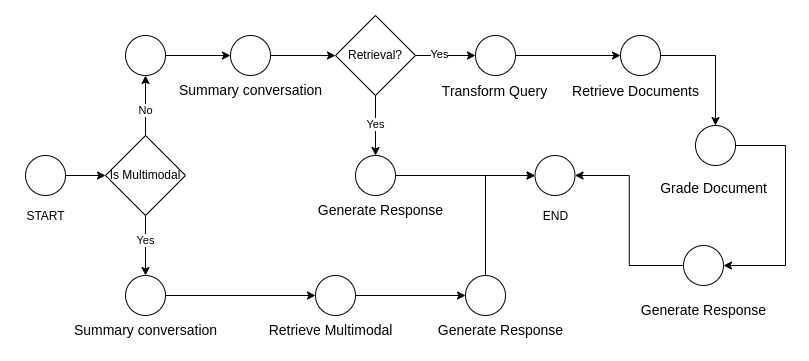 Retrieval?
Yes
Summary conversation
Transform Query
Retrieve Documents
No
Yes
Is Multimodal
Grade Document
START
Generate Response
END
Yes
Generate Response
Summary conversation
Retrieve Multimodal
Generate Response